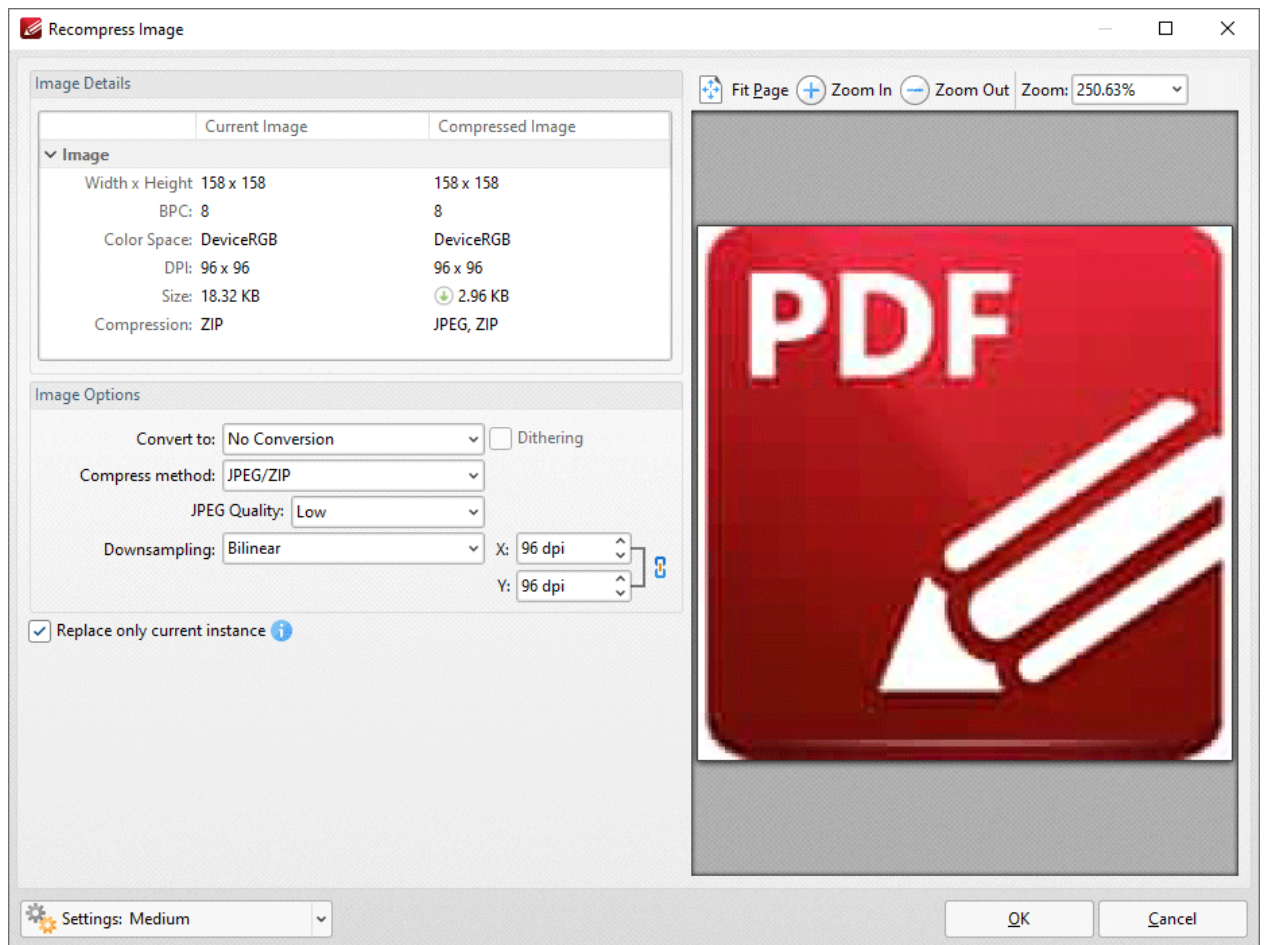 Recompress Image
Image Details
Current Image Compressed Image
Image
Width x Height 158 x 158 158 x 158
BPC: 8 8
Color Space: DeviceRGB DeviceRGB
DPI: 96 x 96 96 x 96
Size: 18.32 KB 2.96 KB
Compression: ZIP JPEG, ZIP
Image Options
Convert to: No Conversion Dithering
Compress method: JPEG/ZIP
JPEG Quality: Low
Downsampling: Bilinear X: 96 dpi
Y: 96 dpi
Replace only current instance
Fit Page Zoom In Zoom Out Zoom: 250.63%
PDF
Settings: Medium
OK Cancel